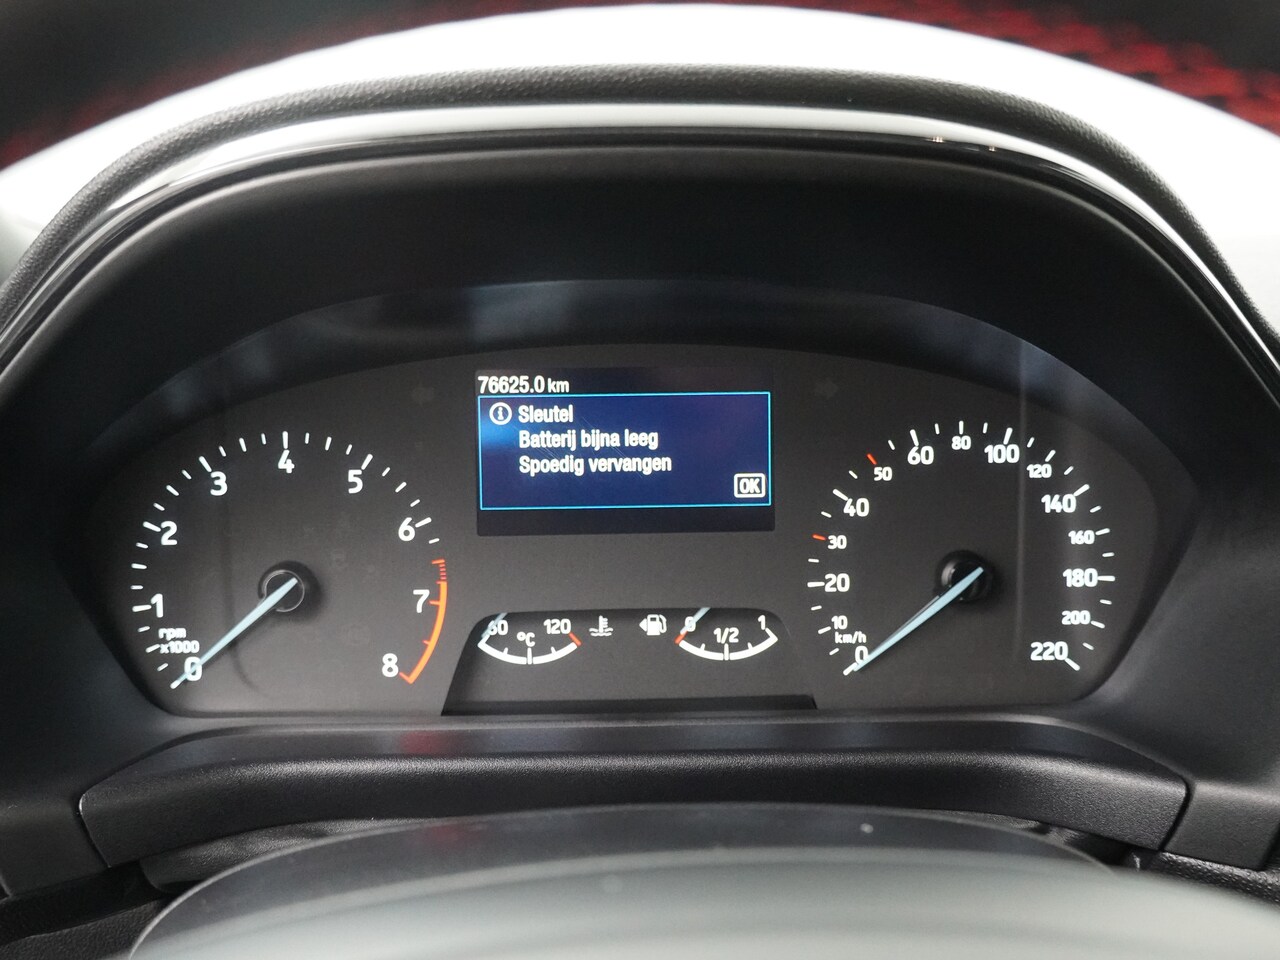 76625.0 km
Sleutel
Batterij bijna leeg
Spoedig vervangen
OK
0 1 2 3 4 5 6 7 8
rpm
x1000
60 °C 120
0 1/2 1
0 10 20 30 40 50 60 80 100 120 140 160 180 200 220
km/h